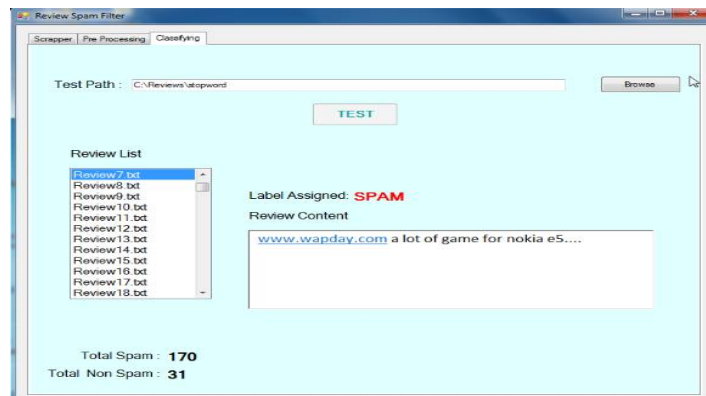 Review Spam Filter
Scrapper Pre Processing Classifying
Test Path : C:\Reviews\stopword Browse
TEST
Review List
Review7.txt
Review8.txt
Review9.txt
Review10.txt
Review11.txt
Review12.txt
Review13.txt
Review14.txt
Review15.txt
Review16.txt
Review17.txt
Review18.txt
Label Assigned: SPAM
Review Content
www.wapday.com a lot of game for nokia e5....
Total Spam : 170
Total Non Spam : 31